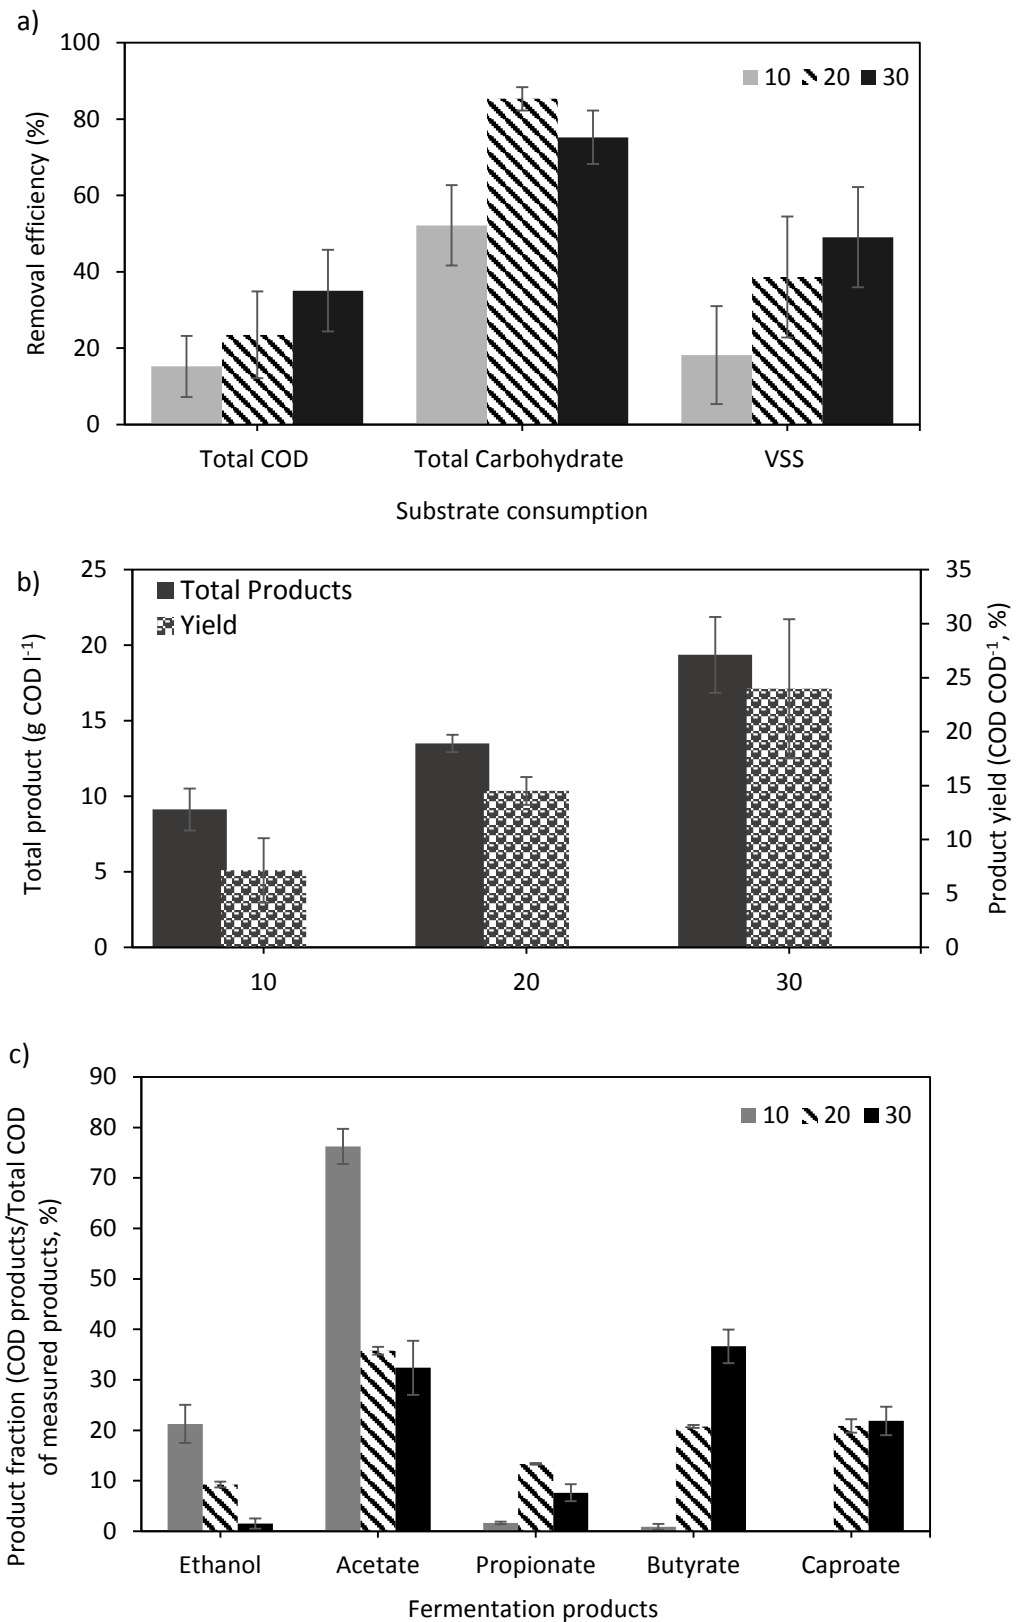 a)
100
80
60
40
20
0
Removal efficiency (%)
10 20 30
Total COD Total Carbohydrate VSS
Substrate consumption
b)
25
20
15
10
5
0
Total product (g COD l-1)
Total Products
Yield
35
30
25
20
15
10
5
0
Product yield (COD COD-1, %)
10 20 30
c)
90
80
70
60
50
40
30
20
10
0
Product fraction (COD products/Total COD
of measured products, %)
10 20 30
Ethanol Acetate Propionate Butyrate Caproate
Fermentation products